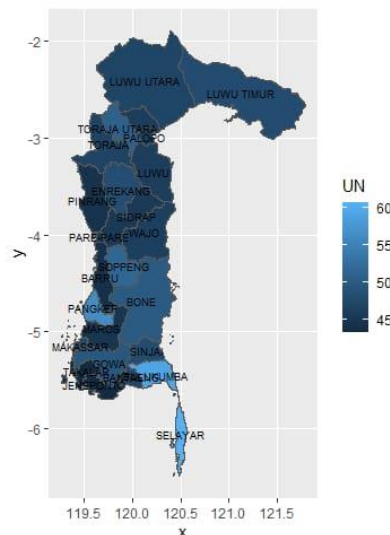 -2
LUWU UTARA
LUWU TIMUR
-3
TORAJA UTARA
PALOPO
TORAJA
LUWU
ENREKANG
PINRANG
SIDRAP
-4
PAREPARE
WAJO
SOPPENG
BARRU
PANGKEP
BONE
-5
MAROS
MAKASSAR
SINJAI
GOWA
TAKALAR
JENEPONTO
-6
SELAYAR
119.5
120.0
120.5
121.0
121.5
x
y
UN
60
55
50
45